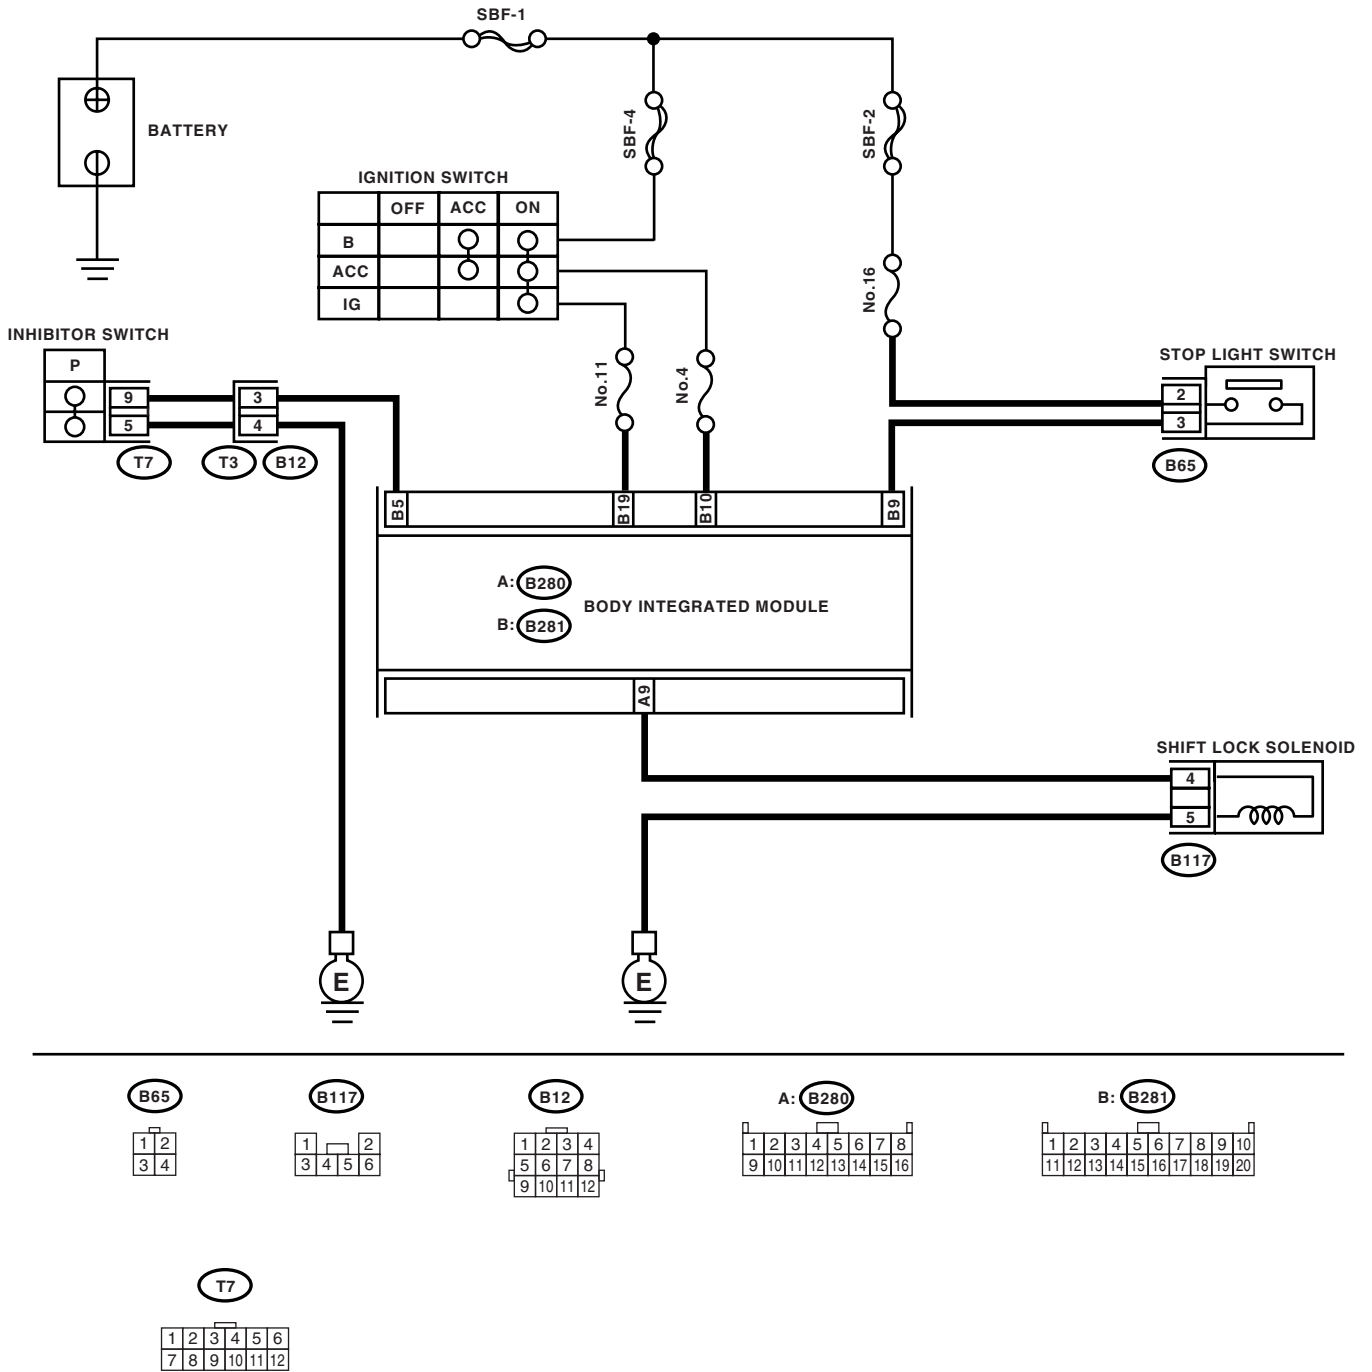 SBF-1
BATTERY
SBF-4
SBF-2
IGNITION SWITCH
OFF ACC ON
B
ACC
IG
No.16
INHIBITOR SWITCH
P
9
5
3
4
T7
T3
B12
No.11
No.4
STOP LIGHT SWITCH
2
3
B65
B5
B19
B10
B9
A: B280
B: B281
BODY INTEGRATED MODULE
A9
SHIFT LOCK SOLENOID
4
5
B117
E
E
B65
1 2
3 4
B117
1 2
3 4 5 6
B12
1 2 3 4
5 6 7 8
9 10 11 12
A: B280
1 2 3 4 5 6 7 8
9 10 11 12 13 14 15 16
B: B281
1 2 3 4 5 6 7 8 9 10
11 12 13 14 15 16 17 18 19 20
T7
1 2 3 4 5 6
7 8 9 10 11 12